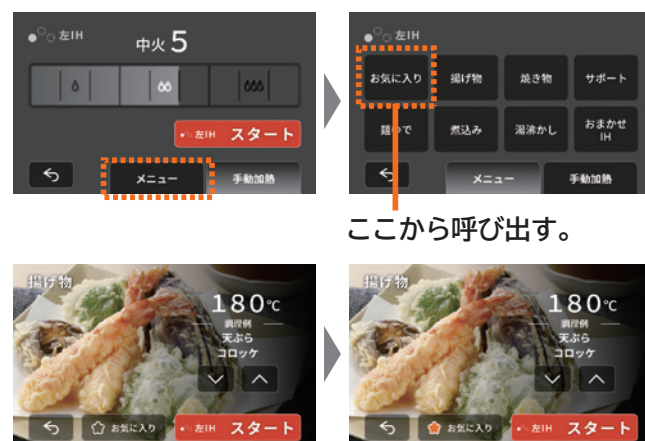 左IH
中火 5
左IH スタート
メニュー
手動加熱
左IH
お気に入り
揚げ物
焼き物
サポート
麺ゆで
煮込み
湯沸かし
おまかせ
IH
メニュー
手動加熱
ここから呼び出す。
揚げ物
180℃
調理例
天ぷら
コロッケ
お気に入り
左IH スタート
揚げ物
180℃
調理例
天ぷら
コロッケ
お気に入り
左IH スタート